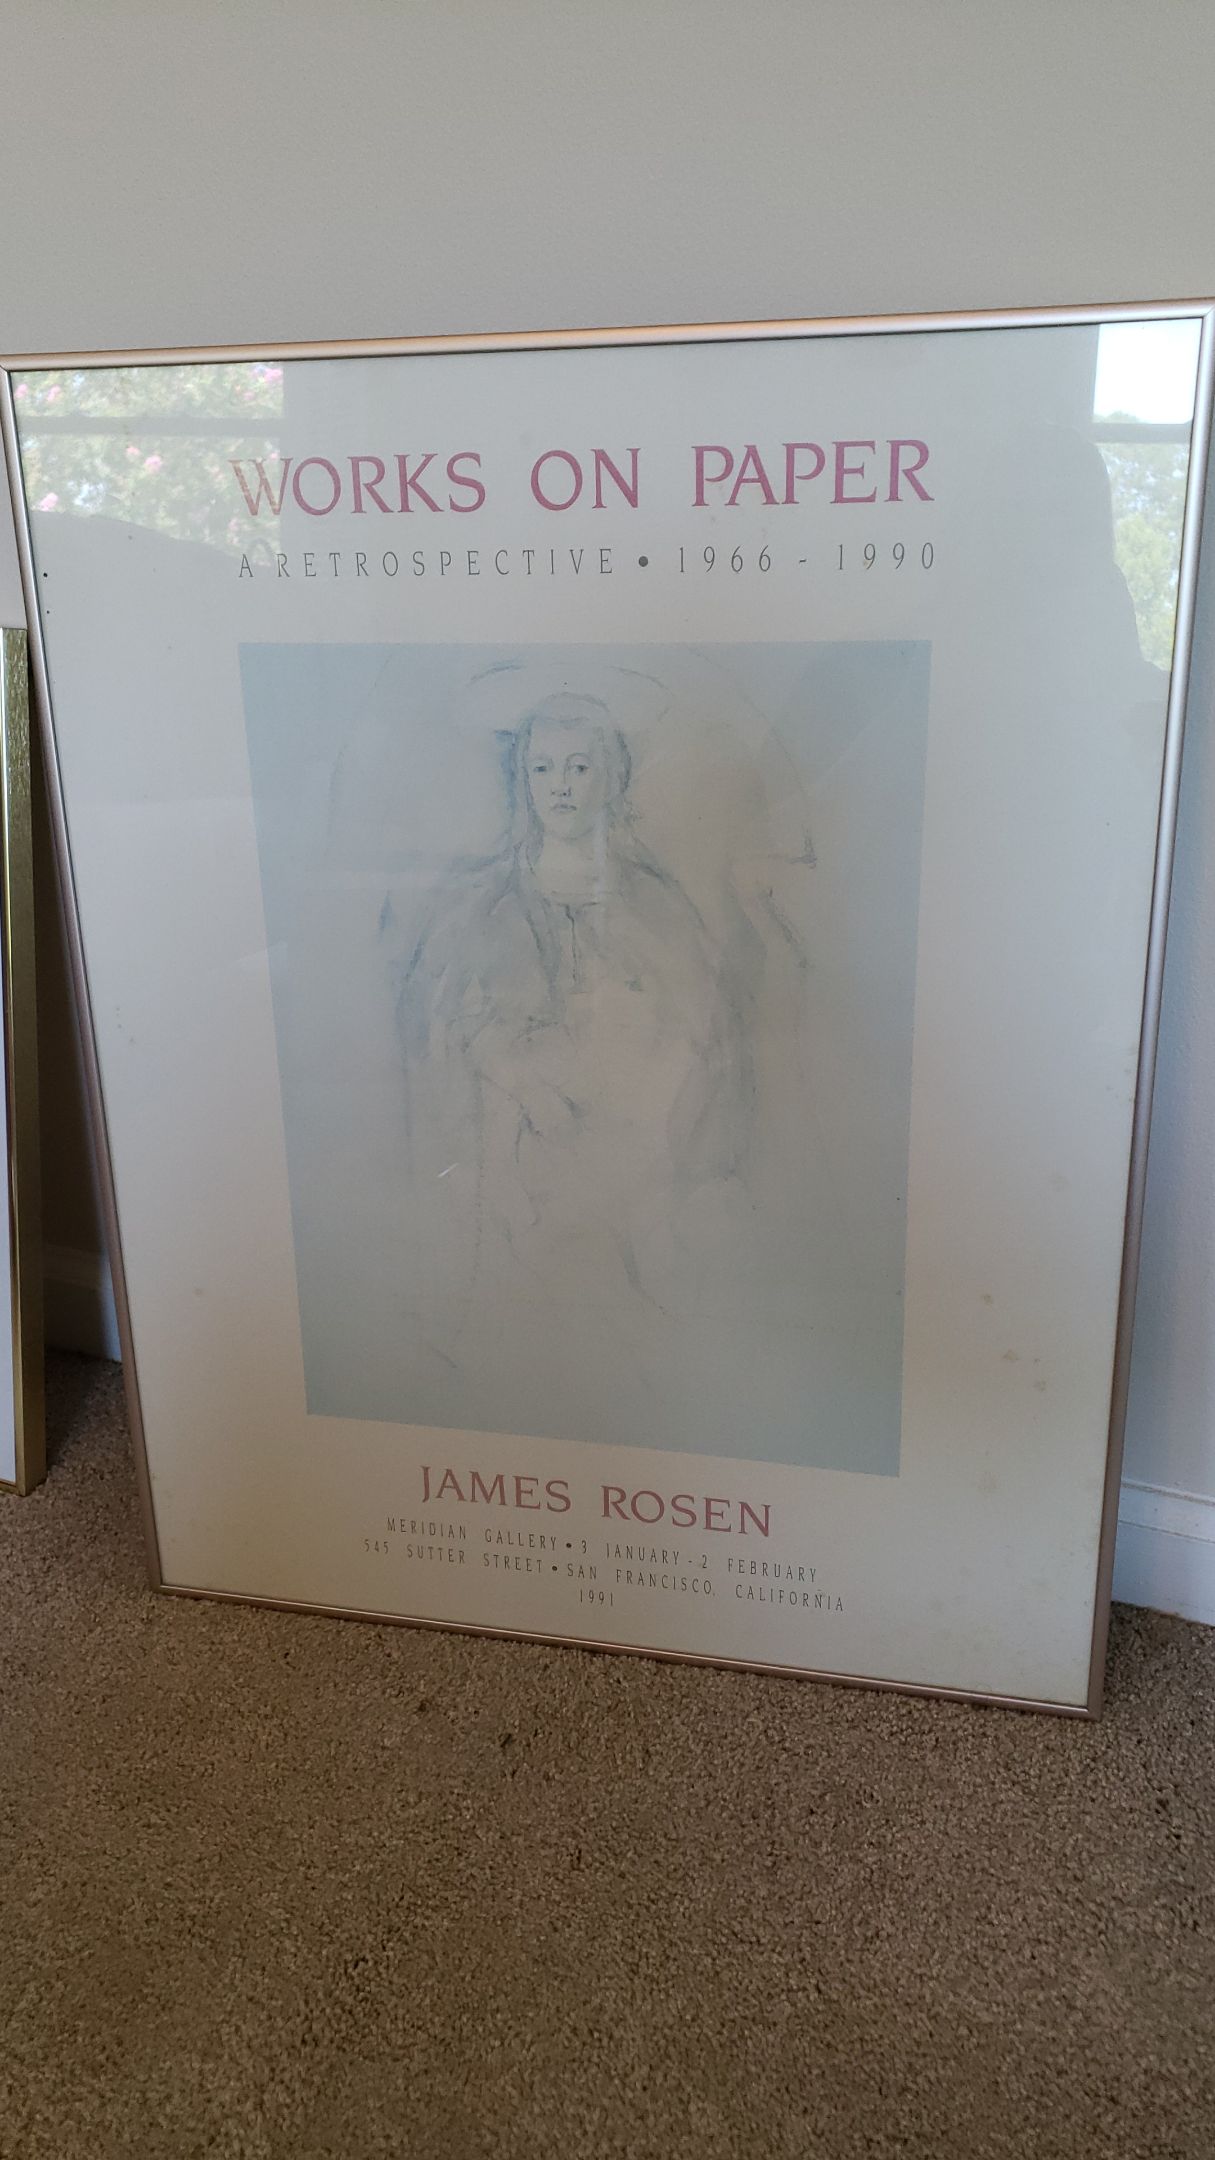 WORKS ON PAPER
A RETROSPECTIVE • 1966 - 1990
JAMES ROSEN
MERIDIAN GALLERY • 3 JANUARY - 2 FEBRUARY
545 SUTTER STREET • SAN FRANCISCO, CALIFORNIA
1991